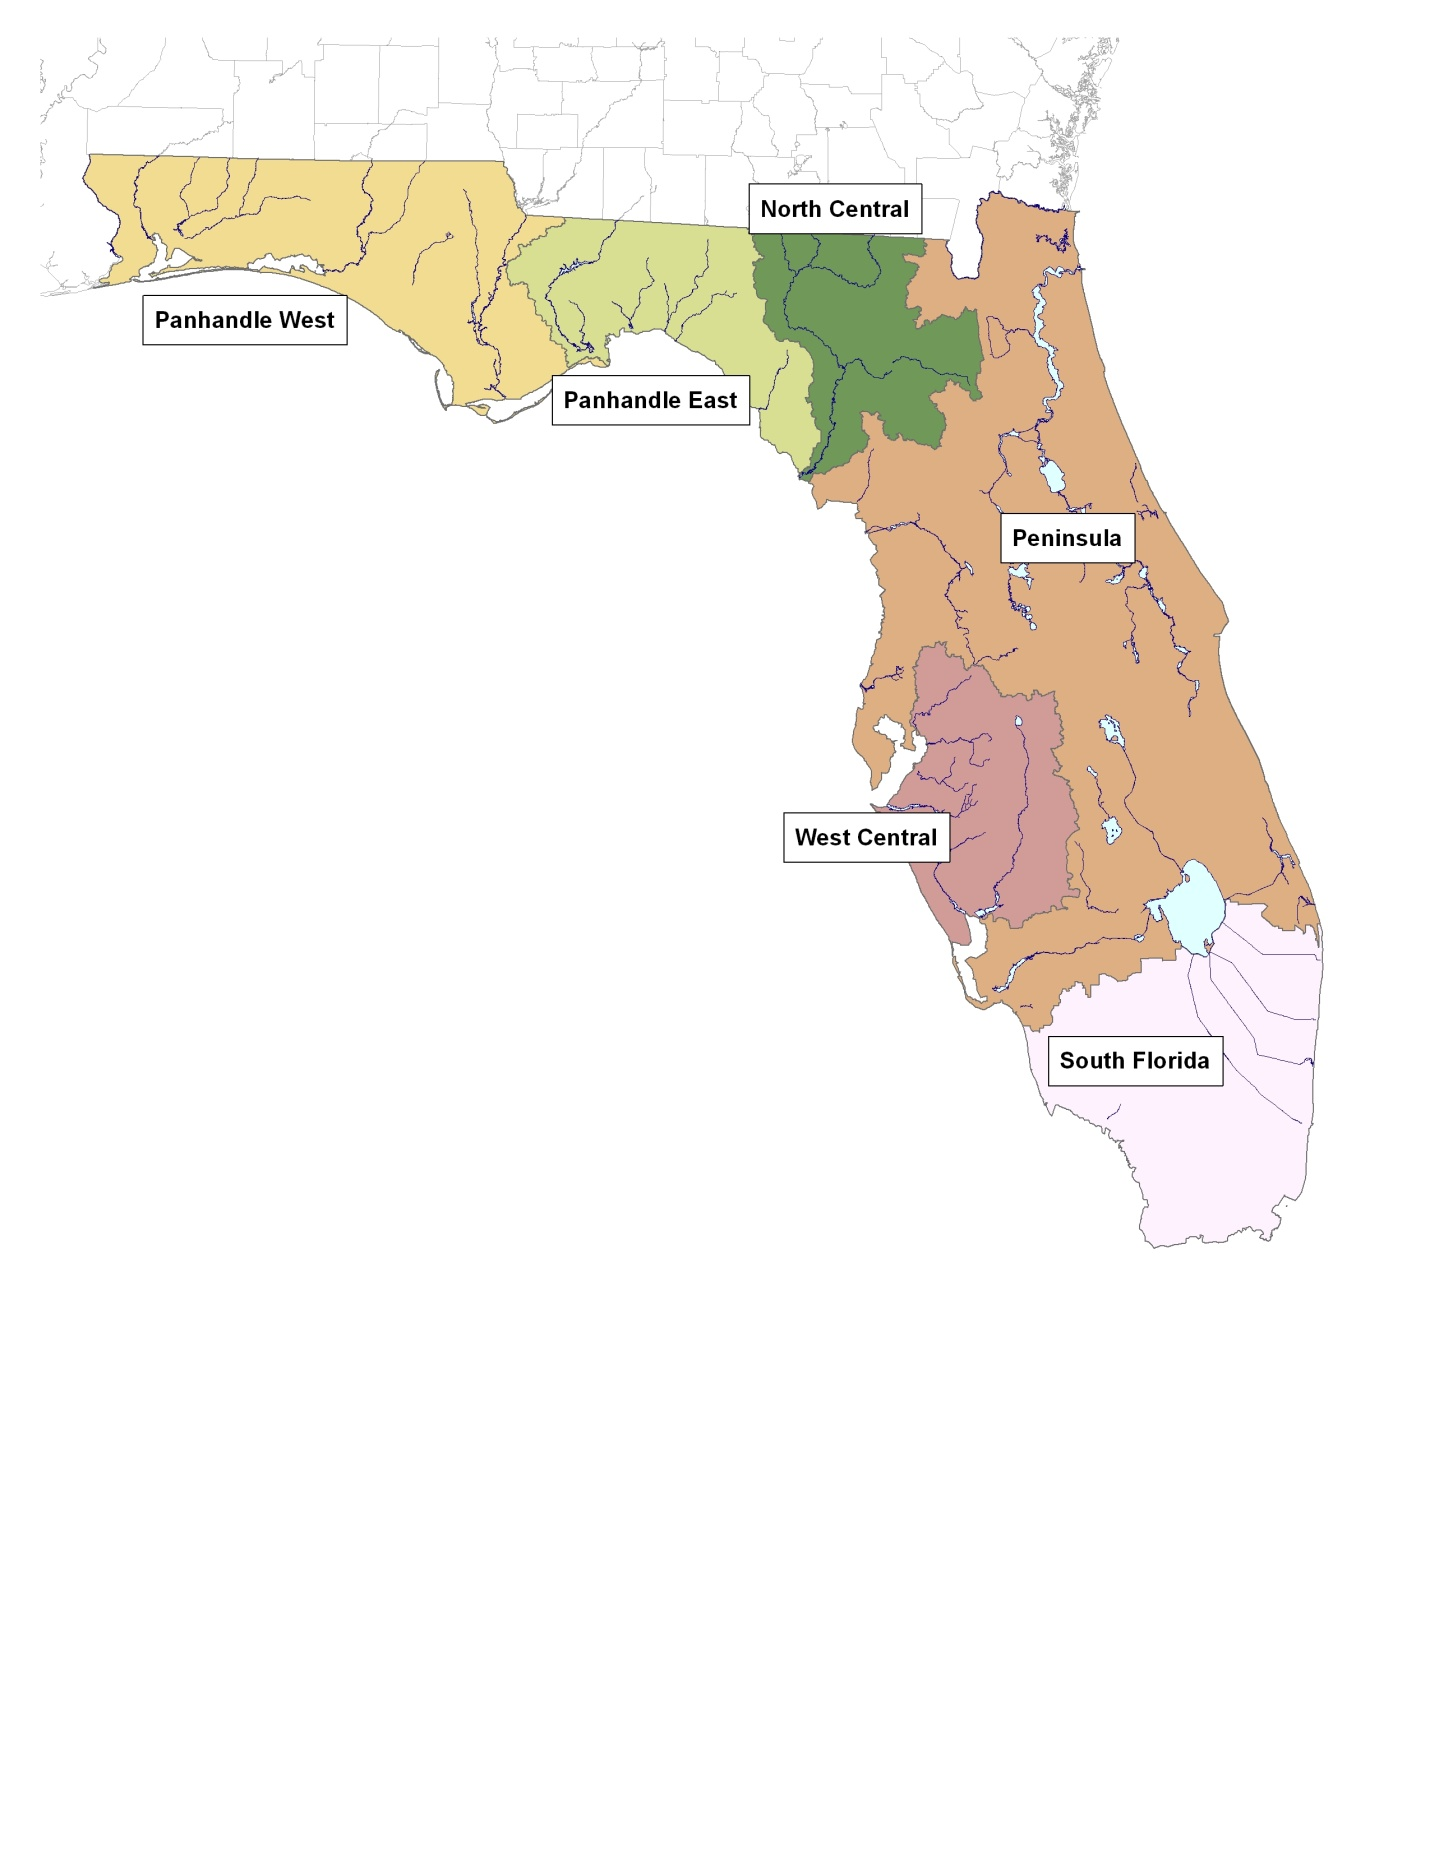 North Central
Panhandle West
Panhandle East
Peninsula
West Central
South Florida